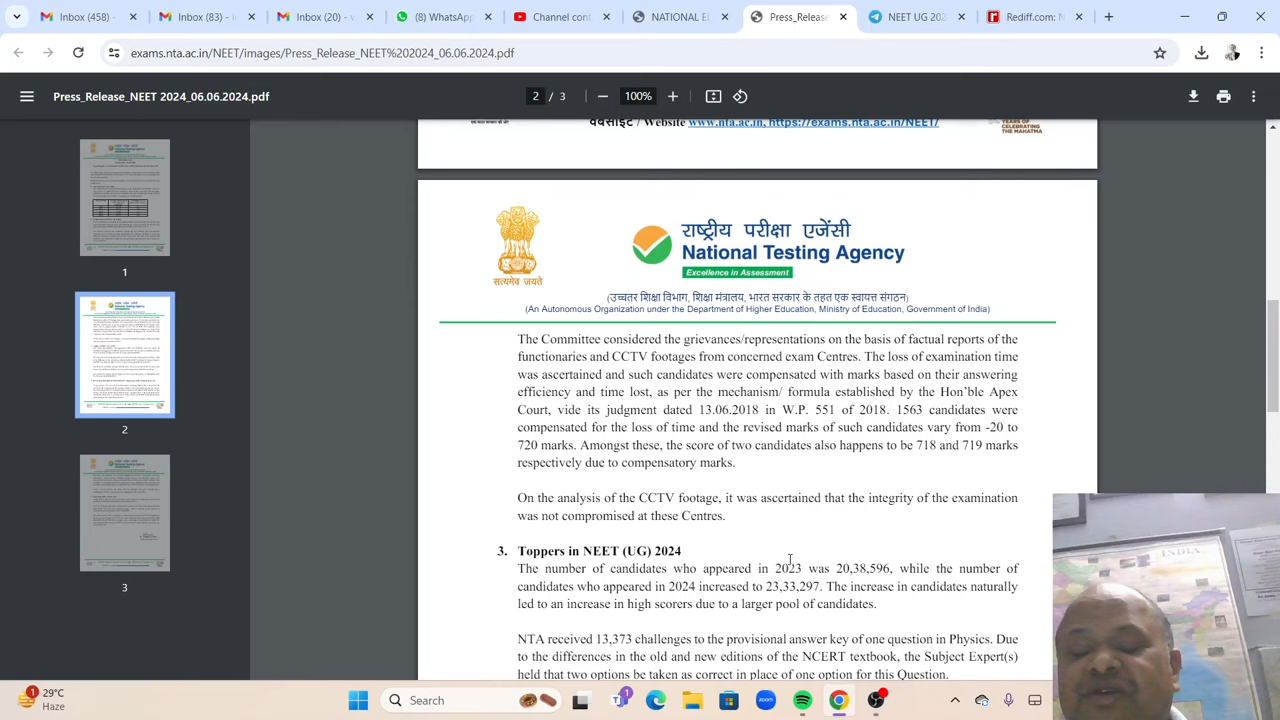 Inbox (458)
Inbox (83) -
Inbox (20) -
(8) WhatsApp
Channel cont
NATIONAL EL
Press_Release
NEET UG 202
Rediff.com: N
exams.nta.ac.in/NEET/images/Press_Release_NEET%202024_06.06.2024.pdf
Press_Release_NEET 2024_06.06.2024.pdf
2 / 3
100%
1
2
3
वेबसाइट / Website www.nta.ac.in, https://exams.nta.ac.in/NEET/
YEARS OF
CELEBRATING
THE MAHATMA
सत्यमेव जयते
राष्ट्रीय परीक्षा एजेंसी
National Testing Agency
Excellence in Assessment
(उच्चतर शिक्षा विभाग, शिक्षा मंत्रालय, भारत सरकार के तहत एक स्वायत्त संगठन)
(An Autonomous Organization under the Department of Higher Education, Ministry of Education, Government of India)
The Committee considered the grievances/representations on the basis of factual reports of the
functionaries and CCTV footages from concerned exam Centres. The loss of examination time
was ascertained and such candidates were compensated with marks based on their answering
efficiency and time lost, as per the mechanism/ formula established by the Hon'ble Apex
Court, vide its judgment dated 13.06.2018 in W.P. 551 of 2018. 1563 candidates were
compensated for the loss of time and the revised marks of such candidates vary from -20 to
720 marks. Amongst these, the score of two candidates also happens to be 718 and 719 marks
respectively due to compensatory marks.
On the analysis of the CCTV footage, it was ascertained that the integrity of the examination
was not compromised at these Centres.
3. Toppers in NEET (UG) 2024
The number of candidates who appeared in 2023 was 20,38,596, while the number of
candidates who appeared in 2024 increased to 23,33,297. The increase in candidates naturally
led to an increase in high scorers due to a larger pool of candidates.
NTA received 13,373 challenges to the provisional answer key of one question in Physics. Due
to the differences in the old and new editions of the NCERT textbook, the Subject Expert(s)
held that two options be taken as correct in place of one option for this Question.
INDIA
1
29°C
Haze
Search
1
zoom